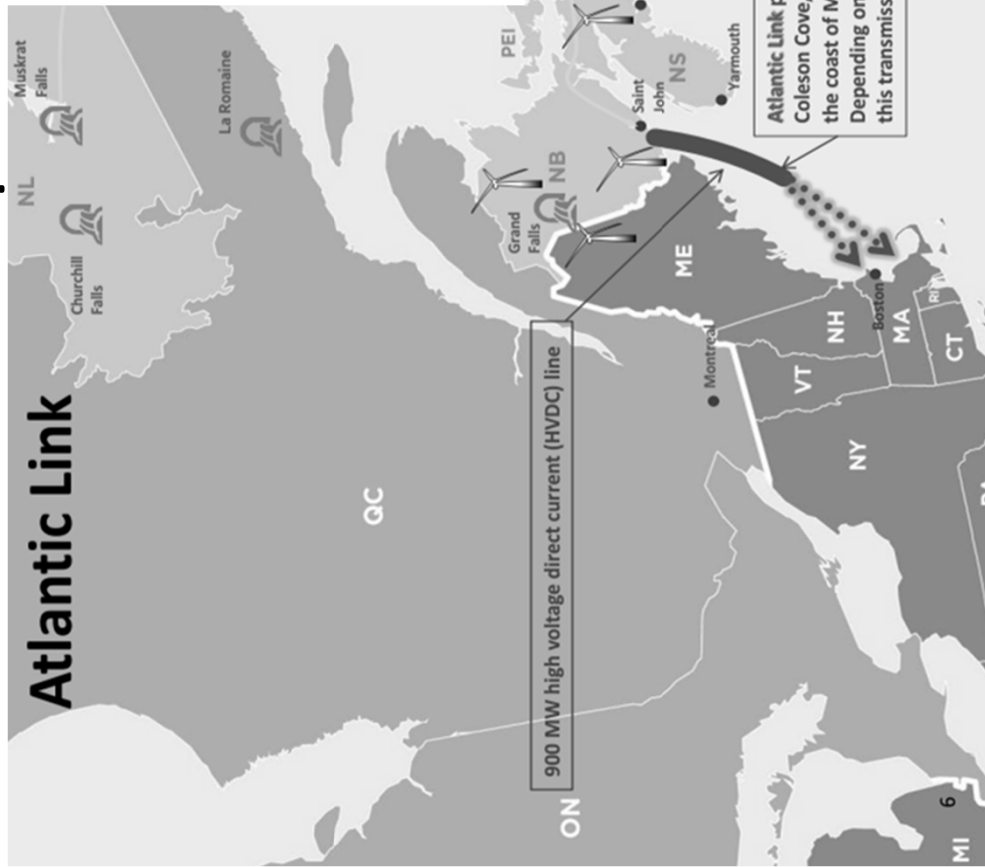 Atlantic Link
NL
Muskrat
Falls
Churchill
Falls
La Romaine
QC
PEI
NB
Grand
Falls
Saint
John
NS
Yarmouth
900 MW high voltage direct current (HVDC) line
Atlantic Link p
Coleson Cove,
the coast of M
Depending on
this transmiss
ON
Montreal
ME
NH
VT
Boston
MA
RI
CT
NY
MI
6